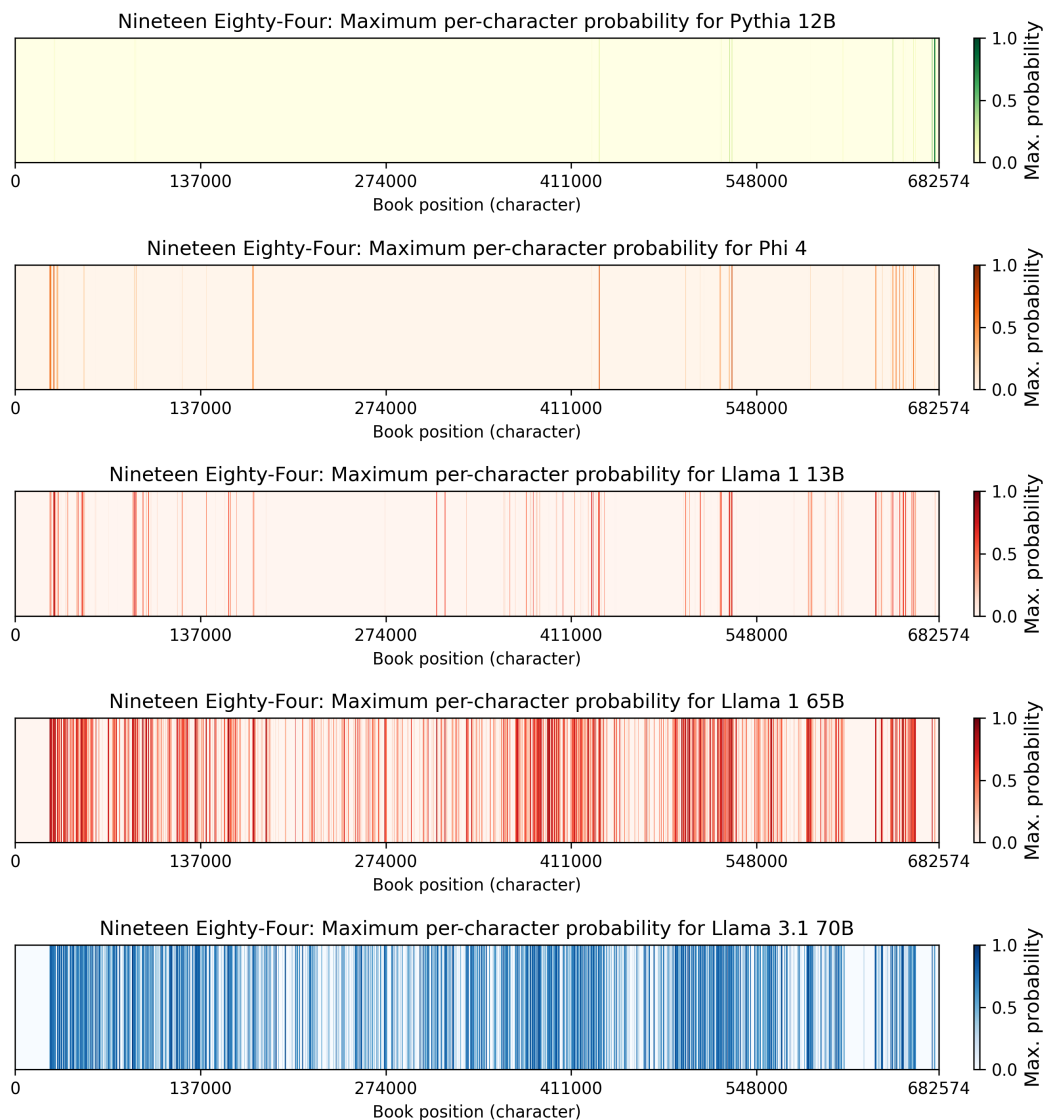 Nineteen Eighty-Four: Maximum per-character probability for Pythia 12B
1.0
0.5
0.0
Max. probability
0 137000 274000 411000 548000 682574
Book position (character)
Nineteen Eighty-Four: Maximum per-character probability for Phi 4
1.0
0.5
0.0
Max. probability
0 137000 274000 411000 548000 682574
Book position (character)
Nineteen Eighty-Four: Maximum per-character probability for Llama 1 13B
1.0
0.5
0.0
Max. probability
0 137000 274000 411000 548000 682574
Book position (character)
Nineteen Eighty-Four: Maximum per-character probability for Llama 1 65B
1.0
0.5
0.0
Max. probability
0 137000 274000 411000 548000 682574
Book position (character)
Nineteen Eighty-Four: Maximum per-character probability for Llama 3.1 70B
1.0
0.5
0.0
Max. probability
0 137000 274000 411000 548000 682574
Book position (character)